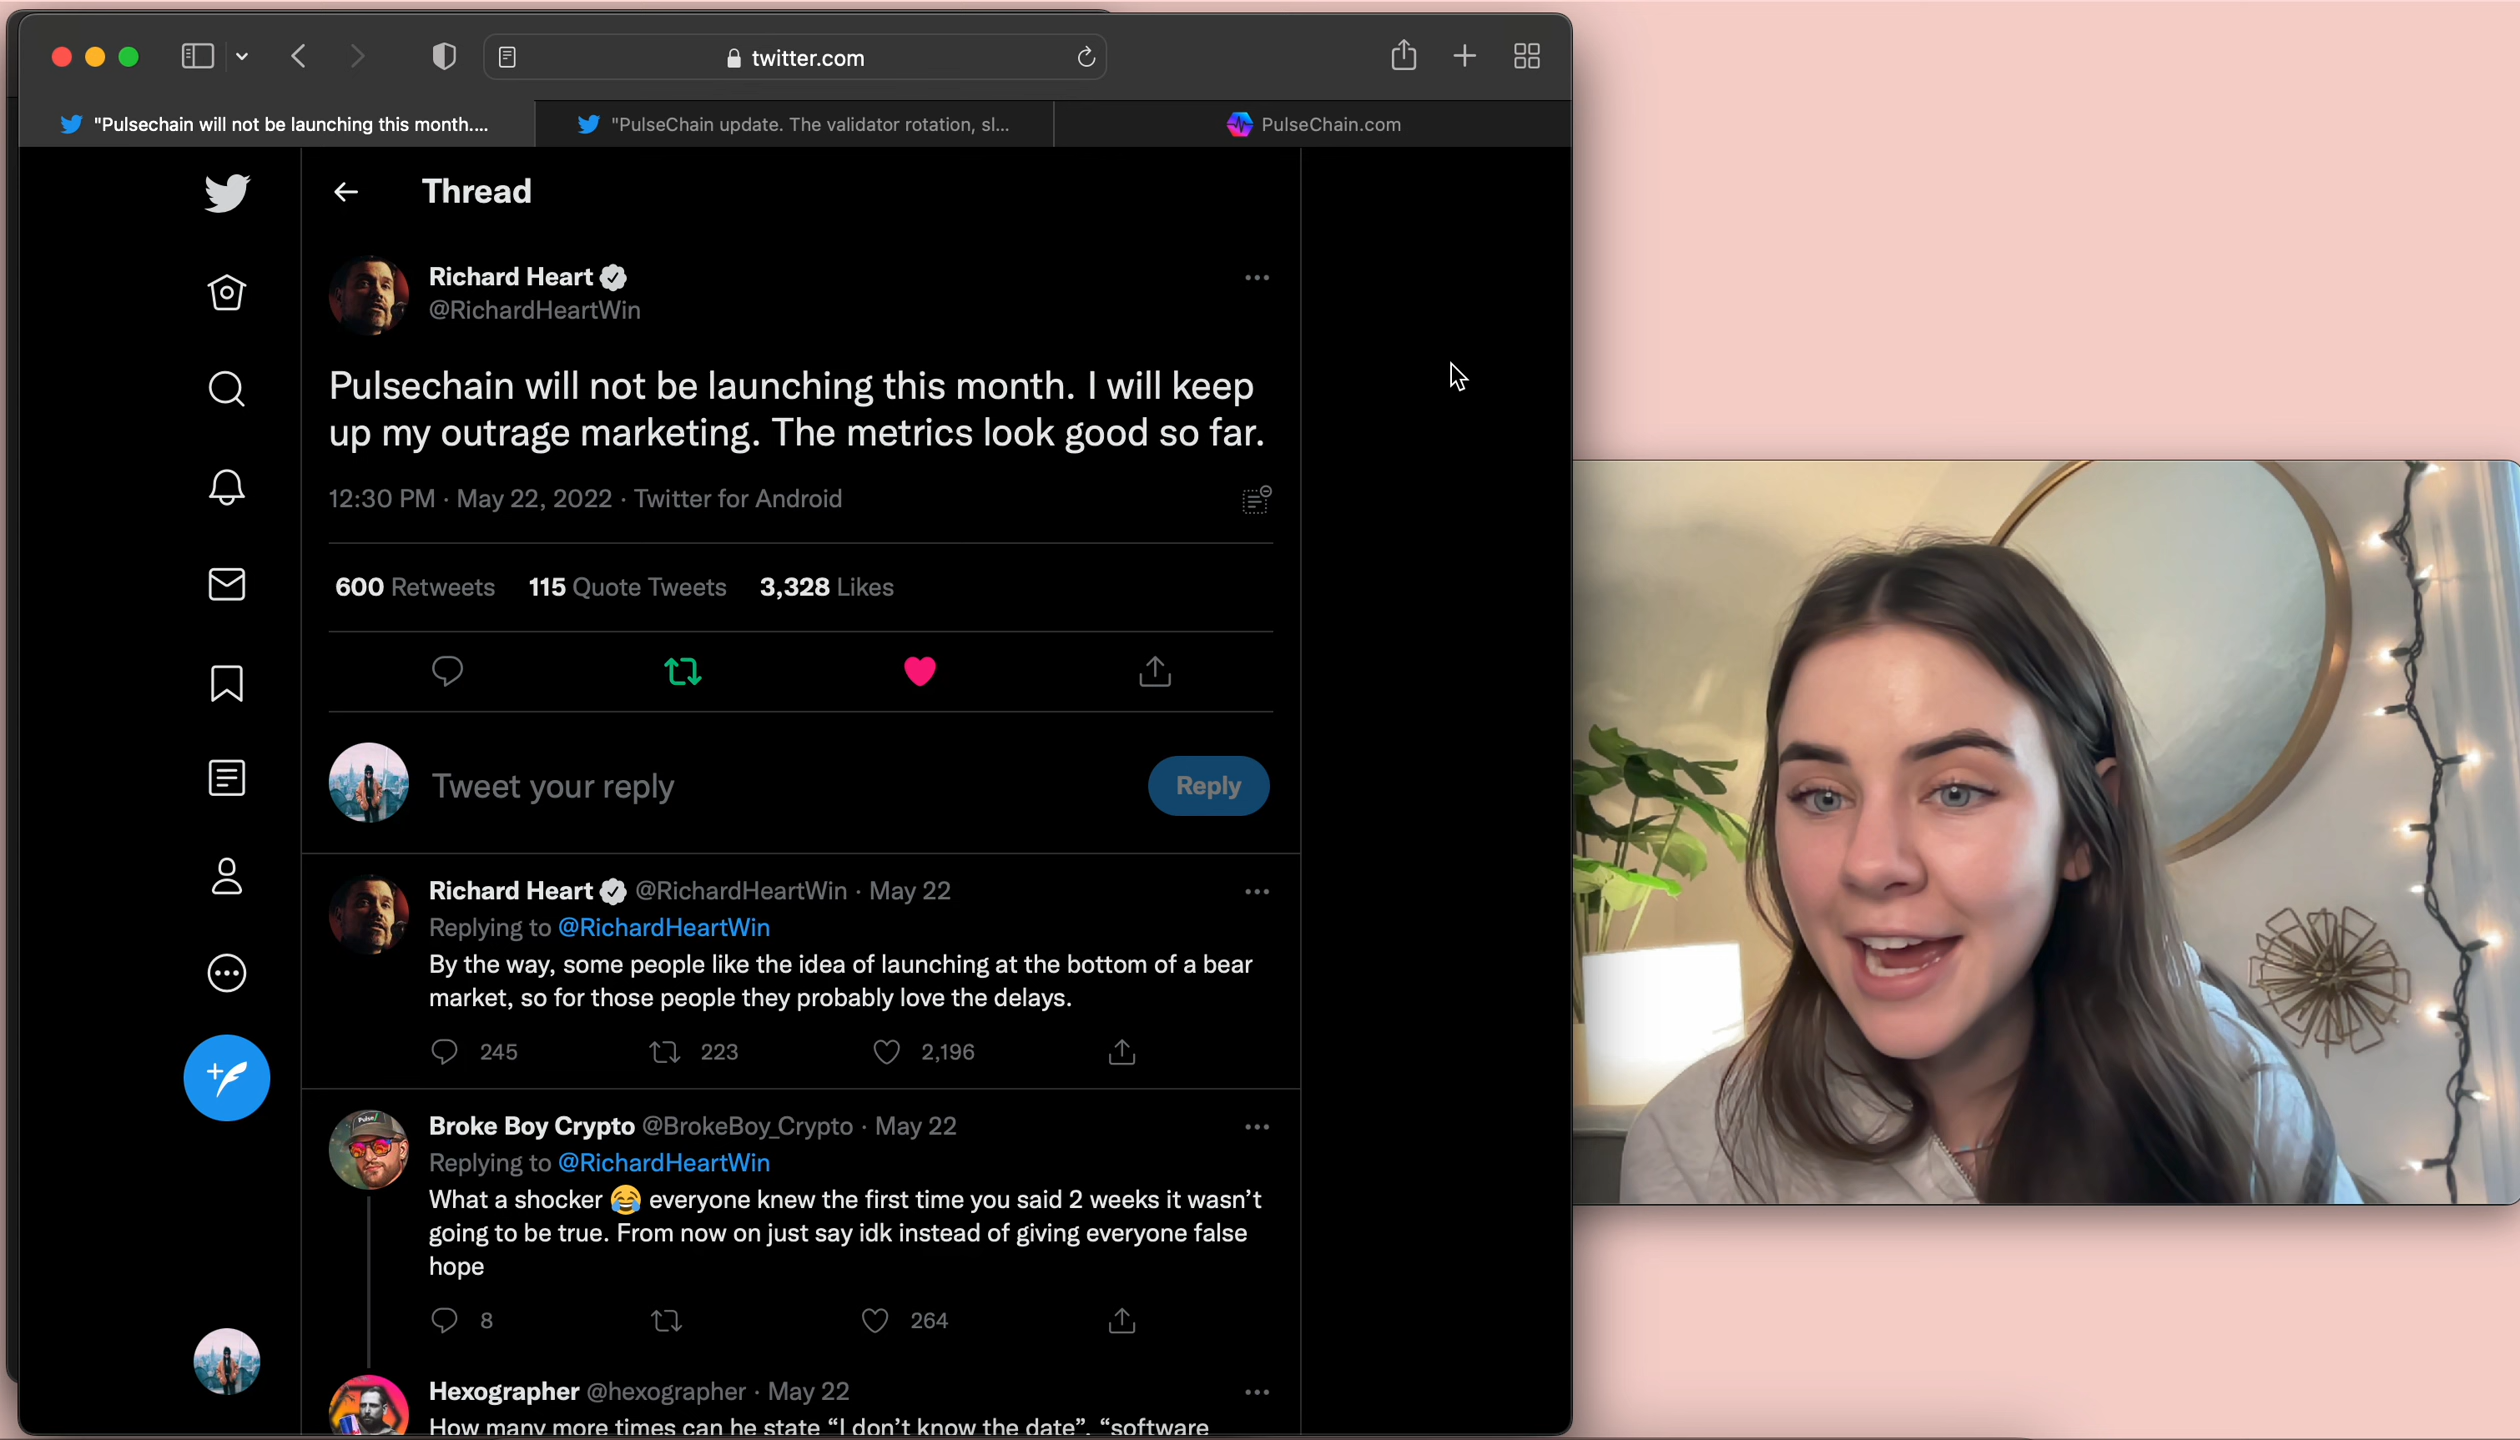 twitter.com
"Pulsechain will not be launching this month....
"PulseChain update. The validator rotation, sl...
PulseChain.com
Thread
Richard Heart
@RichardHeartWin
Pulsechain will not be launching this month. I will keep
up my outrage marketing. The metrics look good so far.
12:30 PM · May 22, 2022 · Twitter for Android
600 Retweets 115 Quote Tweets 3,328 Likes
Tweet your reply
Reply
Richard Heart @RichardHeartWin · May 22
Replying to @RichardHeartWin
By the way, some people like the idea of launching at the bottom of a bear
market, so for those people they probably love the delays.
245 223 2,196
Broke Boy Crypto @BrokeBoy_Crypto · May 22
Replying to @RichardHeartWin
What a shocker 😂 everyone knew the first time you said 2 weeks it wasn’t
going to be true. From now on just say idk instead of giving everyone false
hope
8 264
Hexographer @hexographer · May 22
How many more times can he state “I don’t know the date”. “software